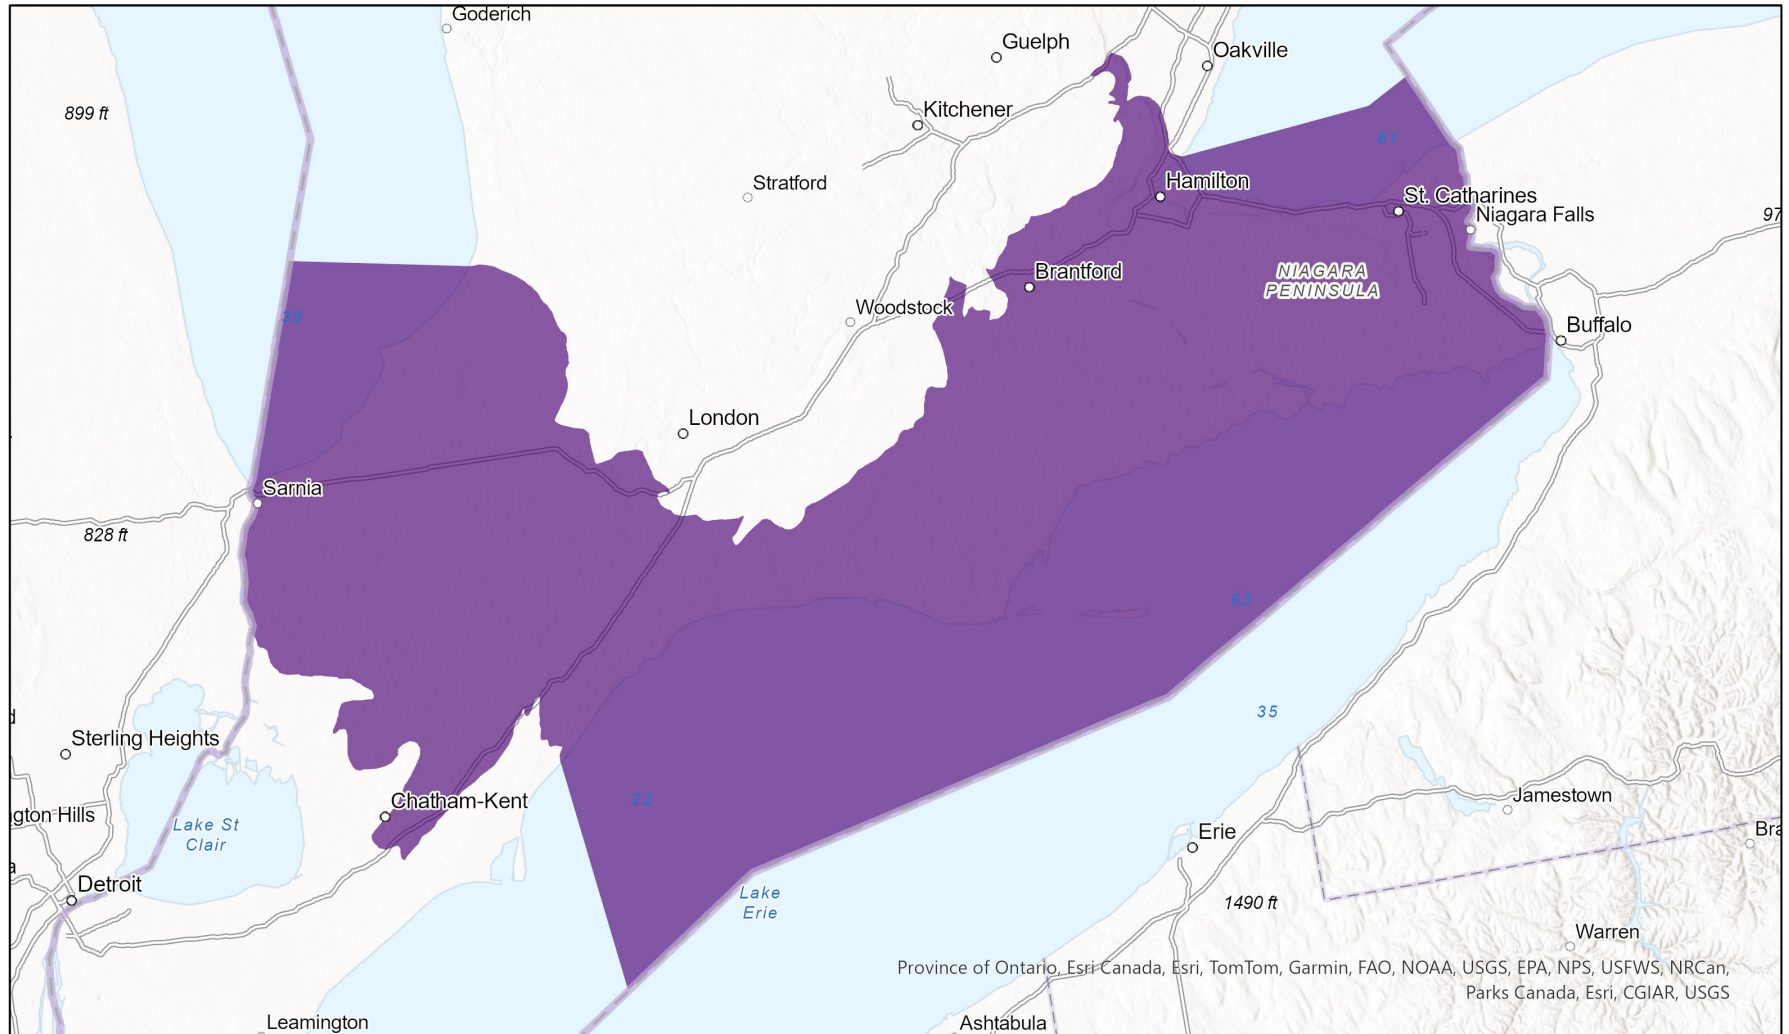 Goderich
Guelph
Oakville
899 ft
Kitchener
61
Stratford
Hamilton
St. Catharines
Niagara Falls
97
Brantford
NIAGARA
PENINSULA
Woodstock
30
Buffalo
London
Sarnia
828 ft
63
35
Sterling Heights
22
Chatham-Kent
Jamestown
gton Hills
Lake St
Clair
Erie
Bra
a
Detroit
Lake
Erie
1490 ft
Warren
Province of Ontario, Esri Canada, Esri, TomTom, Garmin, FAO, NOAA, USGS, EPA, NPS, USFWS, NRCan,
Parks Canada, Esri, CGIAR, USGS
Leamington
Ashtabula